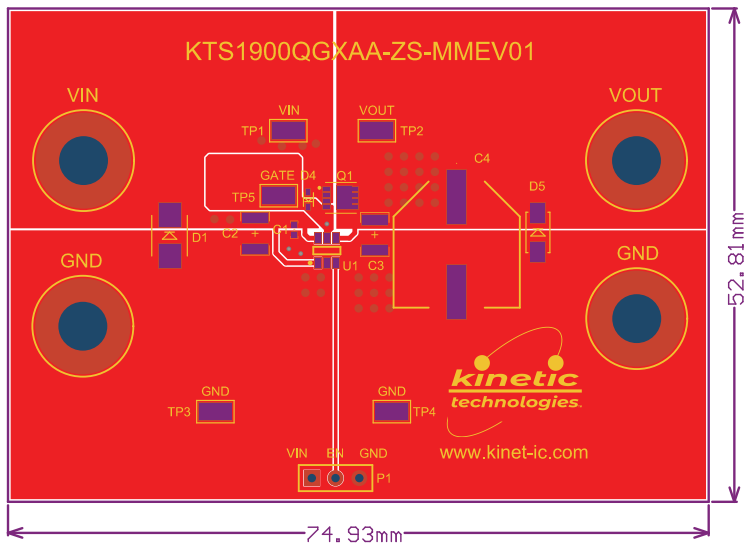 KTS1900QGXAA-ZS-MMEV01
VIN
VOUT
VIN
VOUT
TP1
TP2
GATE
D4
Q1
C4
TP5
D5
C2
C1
D1
U1
C3
GND
GND
kinetic
technologies
GND
GND
TP3
TP4
www.kinet-ic.com
VIN
EN
GND
P1
52.81mm
74.93mm